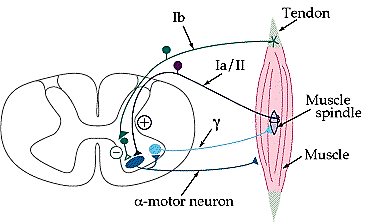 Tendon
Ib
Ia/II
⊕
γ
Muscle
spindle
⊖
Muscle
α-motor neuron